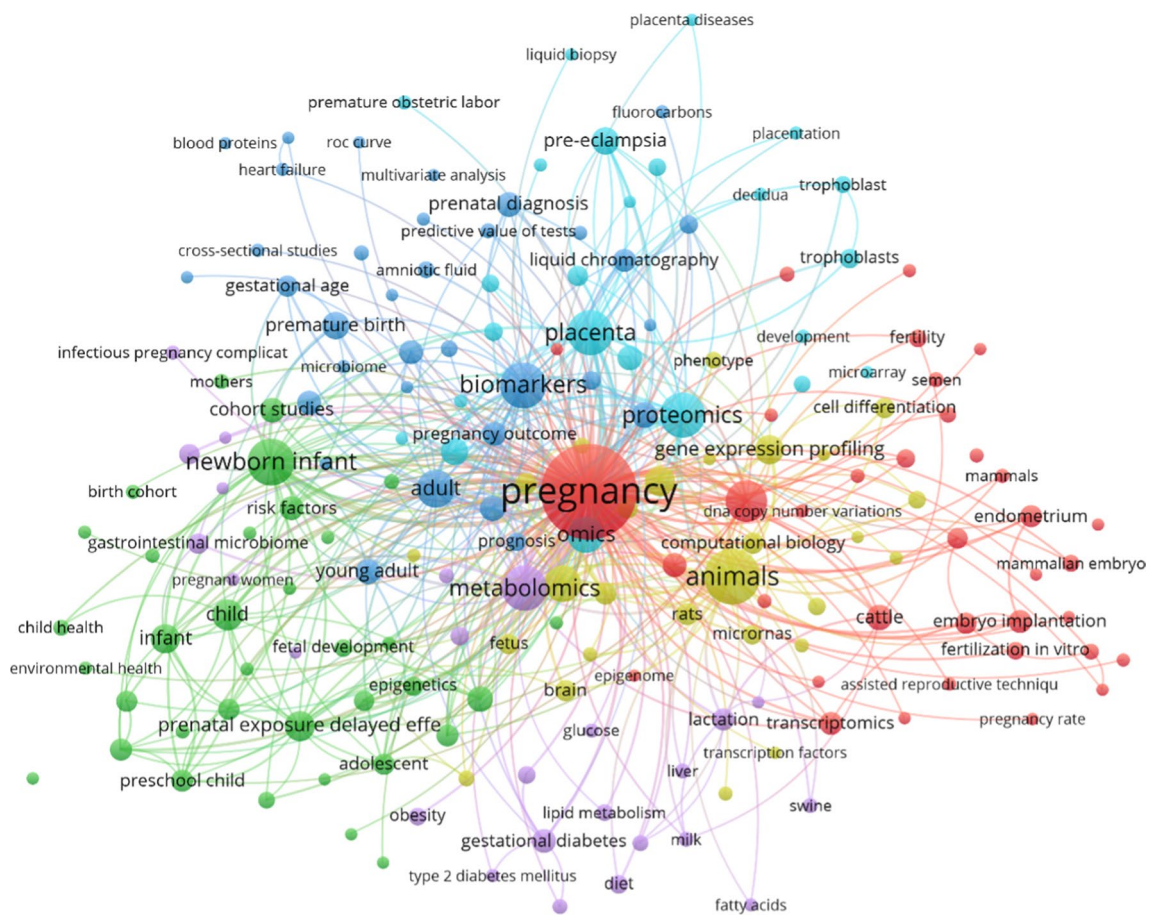 placenta diseases
liquid biopsy
premature obstetric labor
fluorocarbons
blood proteins
roc curve
pre-eclampsia
placentation
heart failure
multivariate analysis
decidua
trophoblast
prenatal diagnosis
predictive value of tests
cross-sectional studies
amniotic fluid
liquid chromatography
trophoblasts
gestational age
premature birth
placenta
development
fertility
infectious pregnancy complicat
microbiome
phenotype
microarray
mothers
biomarkers
semen
cohort studies
proteomics
cell differentiation
pregnancy outcome
gene expression profiling
newborn infant
mammals
birth cohort
adult
pregnancy
risk factors
dna copy number variations
endometrium
gastrointestinal microbiome
prognosis
omics
computational biology
mammalian embryo
pregnant women
young adult
metabolomics
animals
child
rats
cattle
embryo implantation
child health
infant
fetal development
fetus
micrornas
fertilization in vitro
environmental health
epigenetics
brain
epigenome
assisted reproductive techniqu
prenatal exposure delayed effe
glucose
lactation
transcriptomics
pregnancy rate
transcription factors
preschool child
adolescent
liver
obesity
lipid metabolism
swine
gestational diabetes
milk
type 2 diabetes mellitus
diet
fatty acids